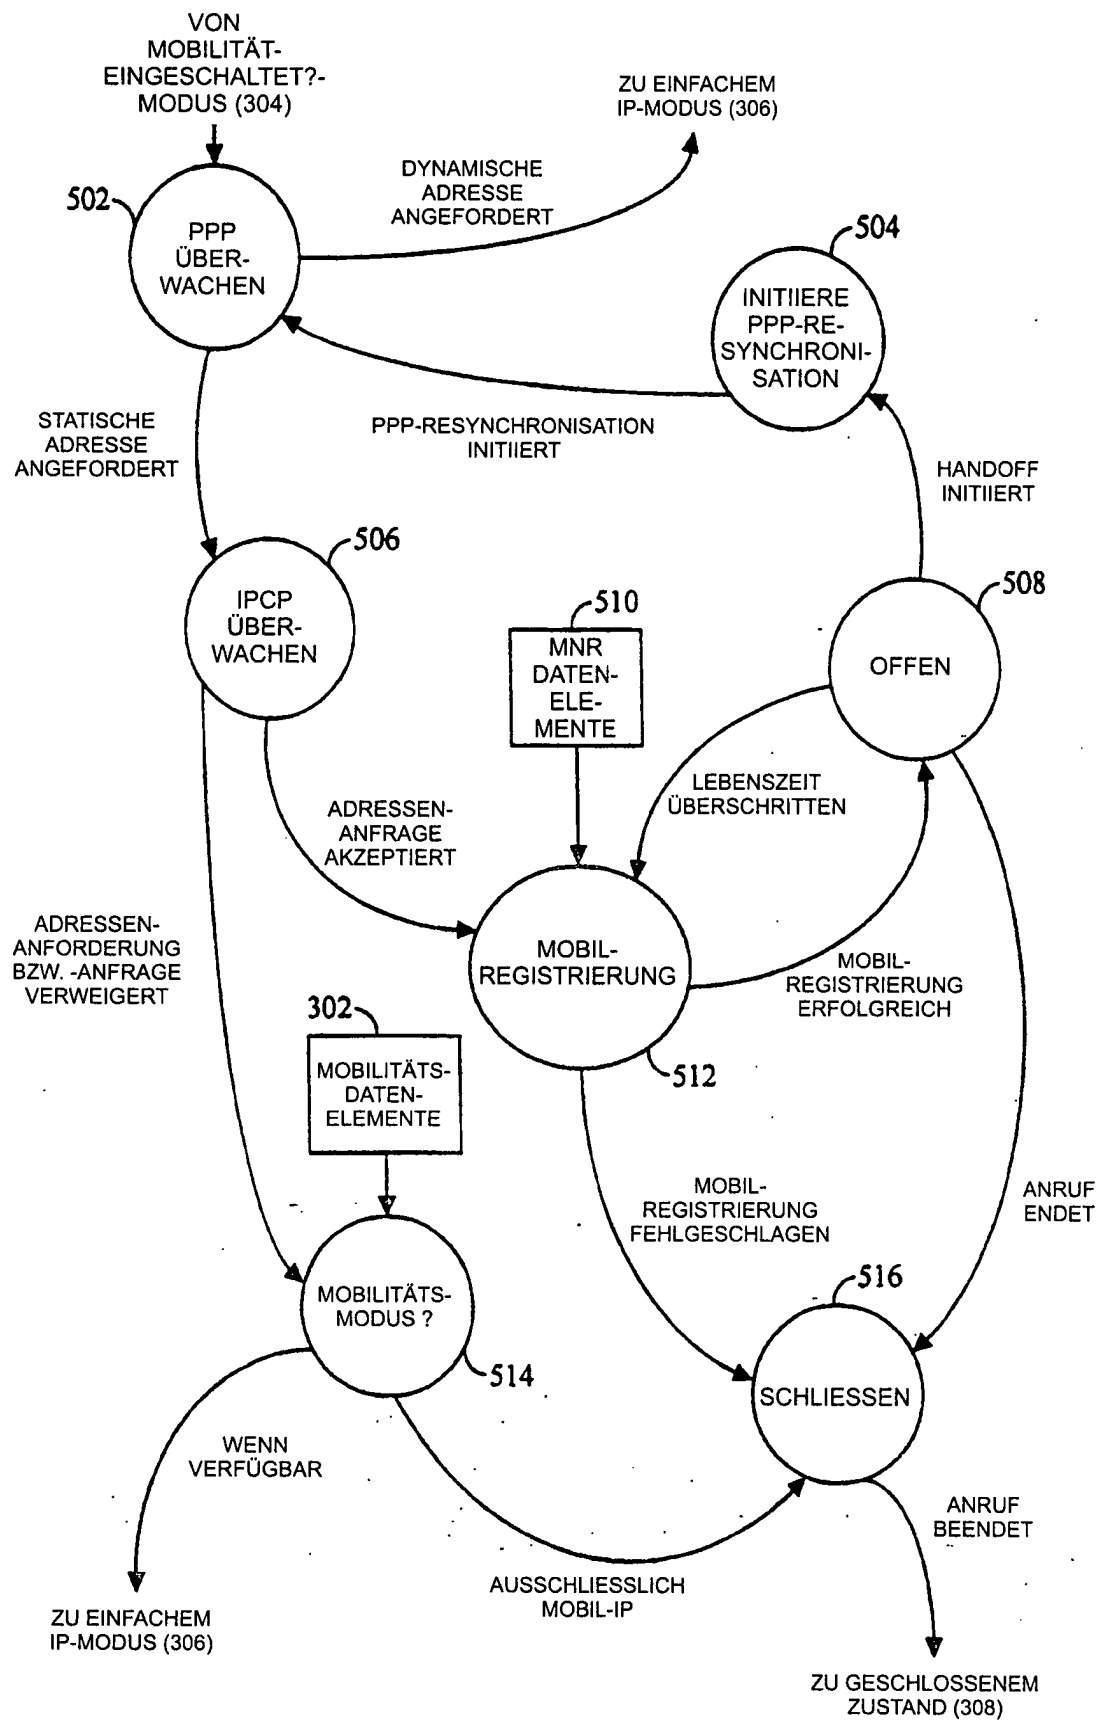 VON
MOBILITÄT-
EINGESCHALTET?-
MODUS (304)
ZU EINFACHEM
IP-MODUS (306)
DYNAMISCHE
ADRESSE
ANGEFORDERT
502
PPP
ÜBER-
WACHEN
504
INITIIERE
PPP-RE-
SYNCHRONI-
SATION
STATISCHE
ADRESSE
ANGEFORDERT
PPP-RESYNCHRONISATION
INITIIERT
HANDOFF
INITIIERT
506
IPCP
ÜBER-
WACHEN
510
MNR
DATEN-
ELE-
MENTE
508
OFFEN
LEBENSZEIT
ÜBERSCHRITTEN
ADRESSEN-
ANFRAGE
AKZEPTIERT
ADRESSEN-
ANFORDERUNG
BZW. -ANFRAGE
VERWEIGERT
MOBIL-
REGISTRIERUNG
512
MOBIL-
REGISTRIERUNG
ERFOLGREICH
302
MOBILITÄTS-
DATEN-
ELEMENTE
MOBIL-
REGISTRIERUNG
FEHLGESCHLAGEN
ANRUF
ENDET
MOBILITÄTS-
MODUS ?
514
516
SCHLIESSEN
WENN
VERFÜGBAR
ANRUF
BEENDET
AUSSCHLIESSLICH
MOBIL-IP
ZU EINFACHEM
IP-MODUS (306)
ZU GESCHLOSSENEM
ZUSTAND (308)